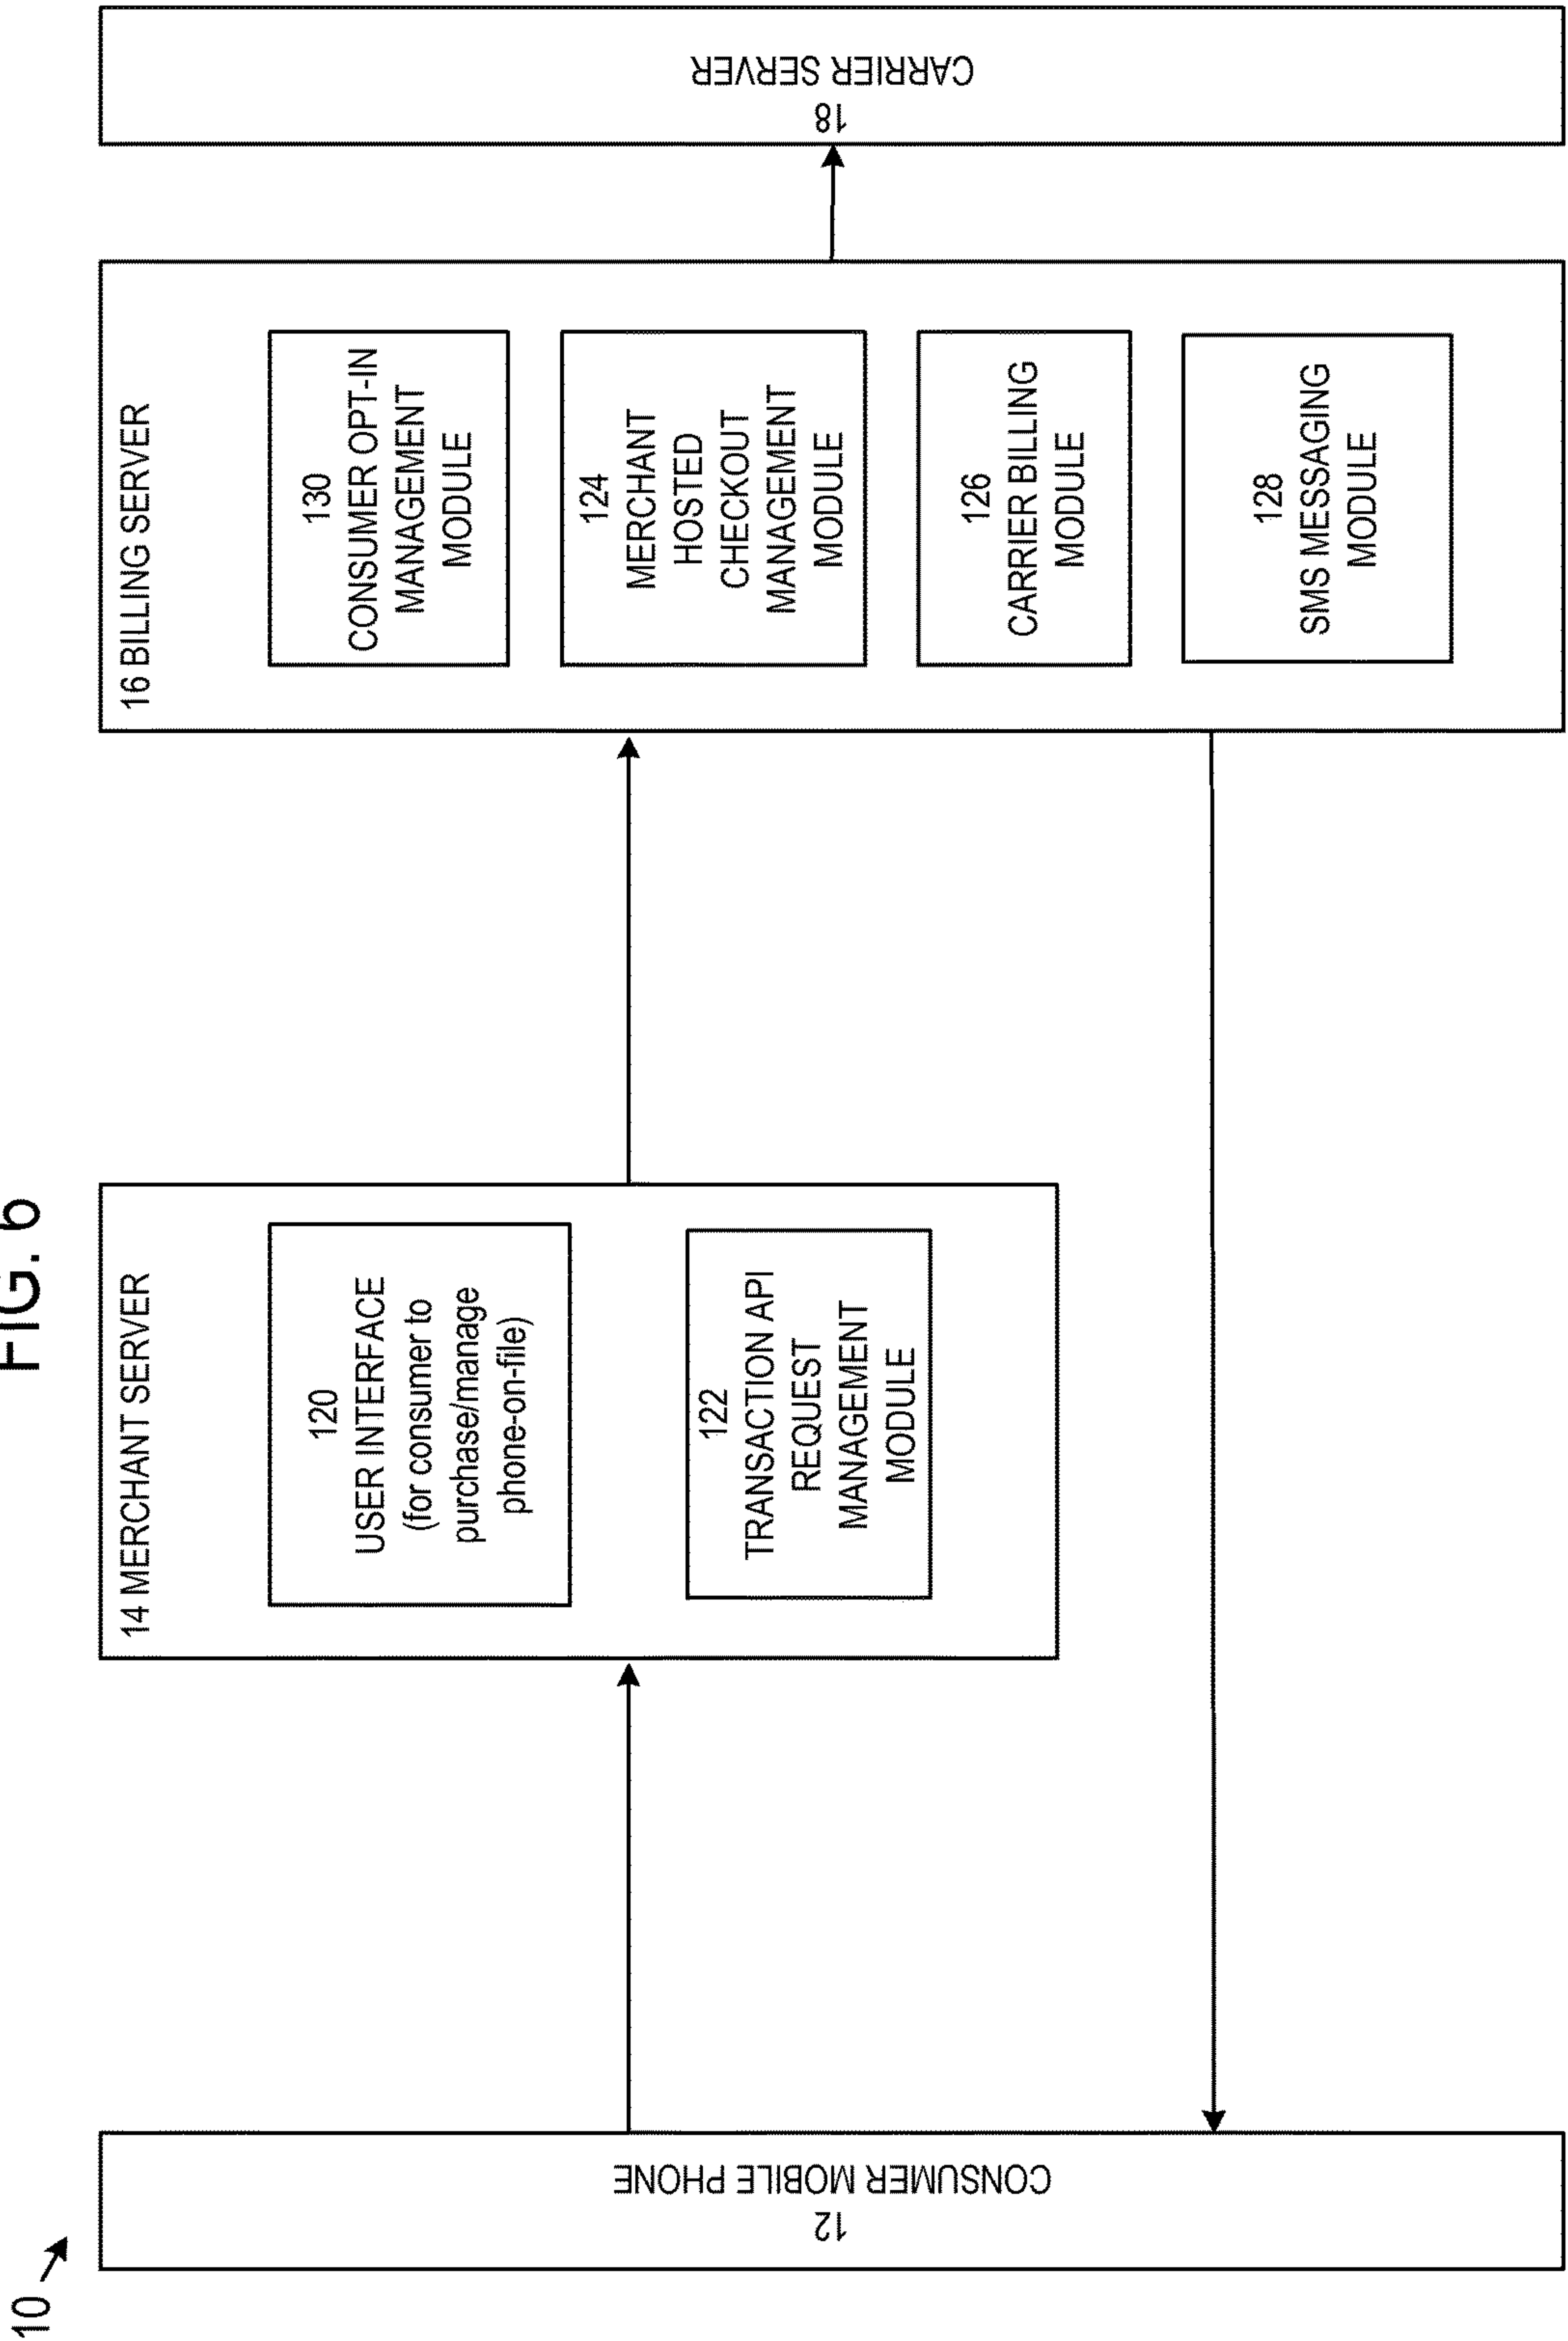 FIG. 6
10
12
CONSUMER MOBILE PHONE
14 MERCHANT SERVER
120
USER INTERFACE
(for consumer to
purchase/manage
phone-on-file)
122
TRANSACTION API
REQUEST
MANAGEMENT
MODULE
16 BILLING SERVER
130
CONSUMER OPT-IN
MANAGEMENT
MODULE
124
MERCHANT
HOSTED
CHECKOUT
MANAGEMENT
MODULE
126
CARRIER BILLING
MODULE
128
SMS MESSAGING
MODULE
18
CARRIER SERVER